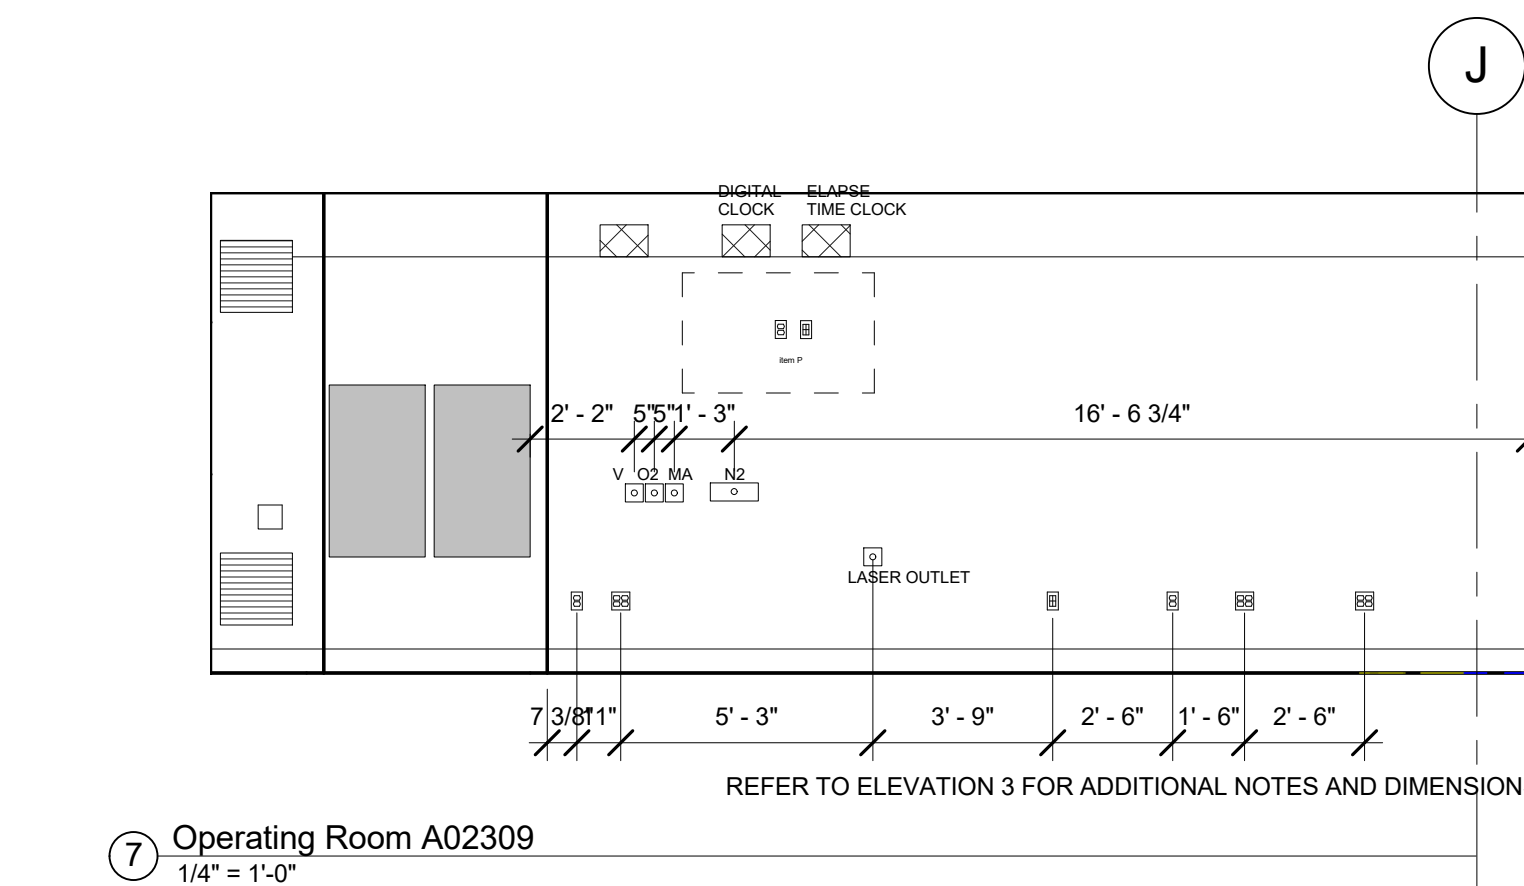 J
DIGITAL
CLOCK
ELAPSE
TIME CLOCK
item P
2' - 2" 5" 5" 1' - 3" 16' - 6 3/4"
V O2 MA N2
LASER OUTLET
7 3/8" 11" 5' - 3" 3' - 9" 2' - 6" 1' - 6" 2' - 6"
REFER TO ELEVATION 3 FOR ADDITIONAL NOTES AND DIMENSION
7 Operating Room A02309
1/4" = 1'-0"